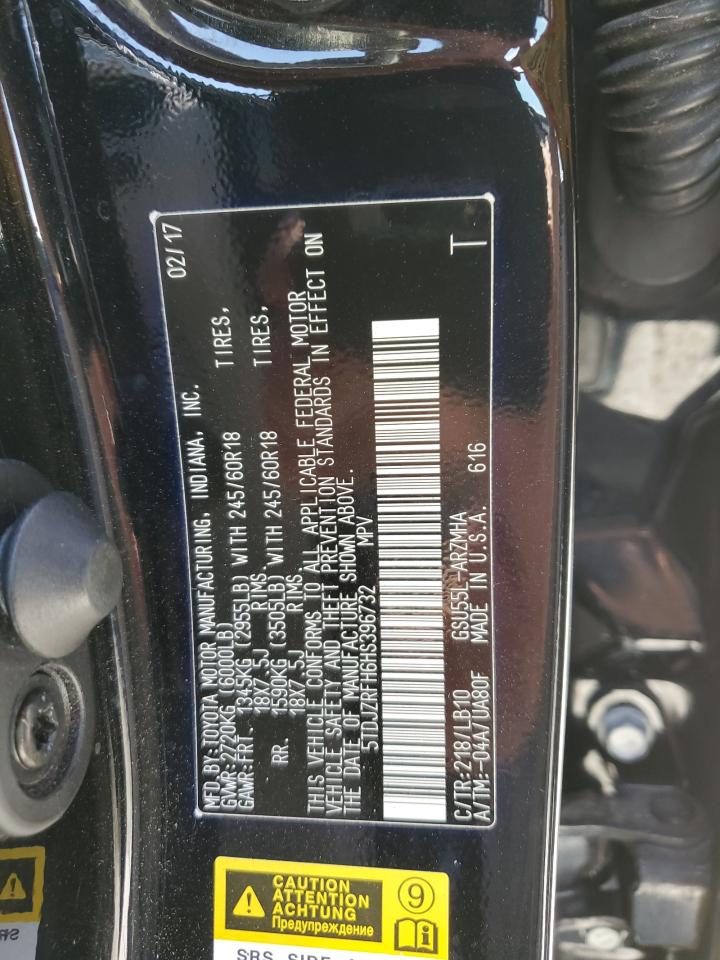 MFD.BY:TOYOTA MOTOR MANUFACTURING, INDIANA, INC. 02/17
GVWR:2720KG (6000LB)
GAWR:FRT. 1345KG (2955LB) WITH 245/60R18 TIRES,
18X7.5J RIMS
RR. 1590KG (3505LB) WITH 245/60R18 TIRES,
18X7.5J RIMS
THIS VEHICLE CONFORMS TO ALL APPLICABLE FEDERAL MOTOR
VEHICLE SAFETY AND THEFT PREVENTION STANDARDS IN EFFECT ON
THE DATE OF MANUFACTURE SHOWN ABOVE.
5TDJZRFH6HS396732 MPV
C/TR:218/LB10 GSU55L-ARZMHA T
A/TM:-04A/UA80F MADE IN U.S.A. 616
CAUTION
ATTENTION
ACHTUNG
Предупреждение
9
SRS SIDE